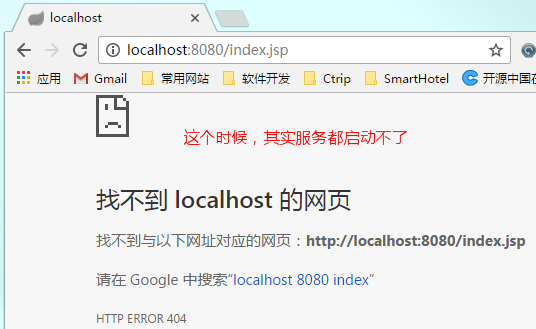 localhost
localhost:8080/index.jsp
应用 Gmail 常用网站 软件开发 Ctrip SmartHotel 开源中国在
这个时候，其实服务都启动不了
找不到 localhost 的网页
找不到与以下网址对应的网页：http://localhost:8080/index.jsp
请在 Google 中搜索“localhost 8080 index”
HTTP ERROR 404